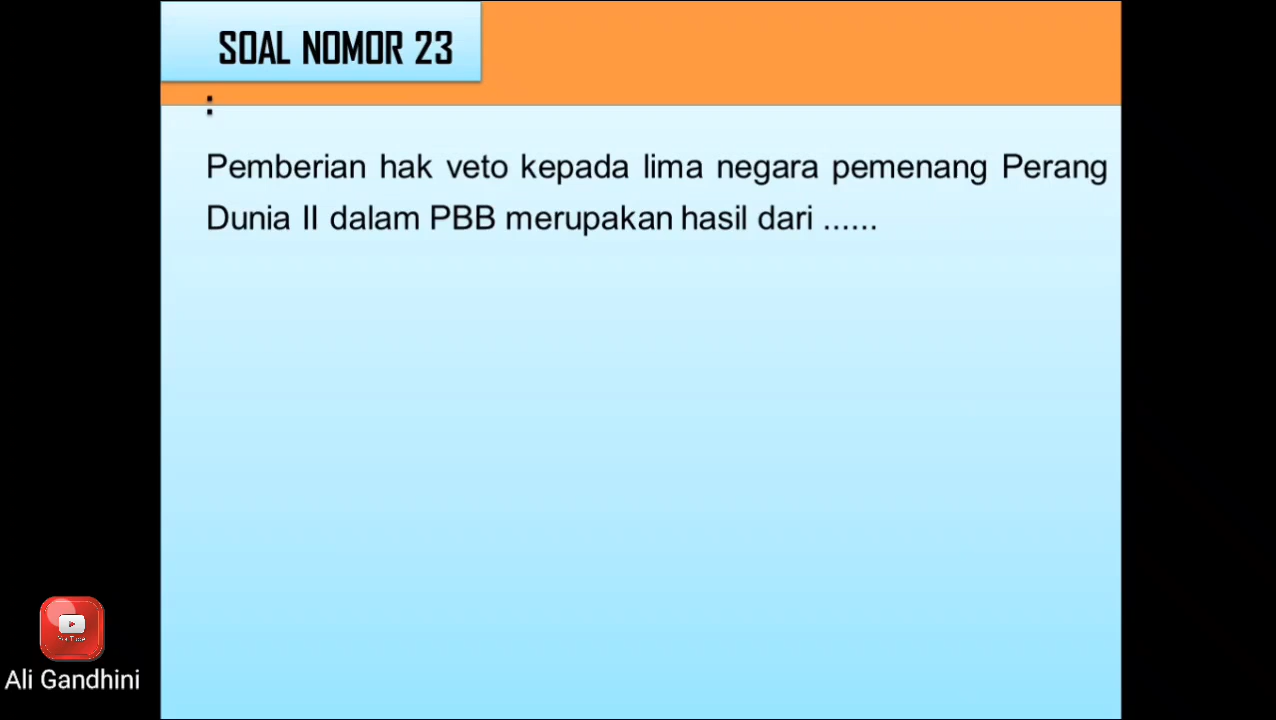 SOAL NOMOR 23
:
Pemberian hak veto kepada lima negara pemenang Perang
Dunia II dalam PBB merupakan hasil dari ......
YouTube
Ali Gandhini